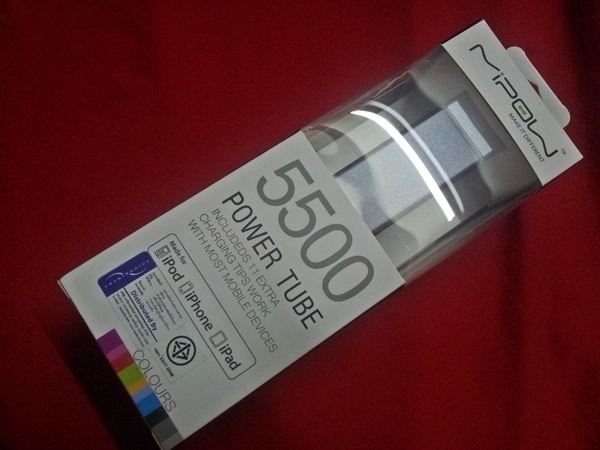 MiPOW™
MAKE IT DIFFERENT
5500
POWER TUBE
INCLUDEDS 11 EXTRA
CHARGING TIPS WORK
WITH MOST MOBILE DEVICES
Made for
iPod iPhone iPad
Distributed By
COLOURS